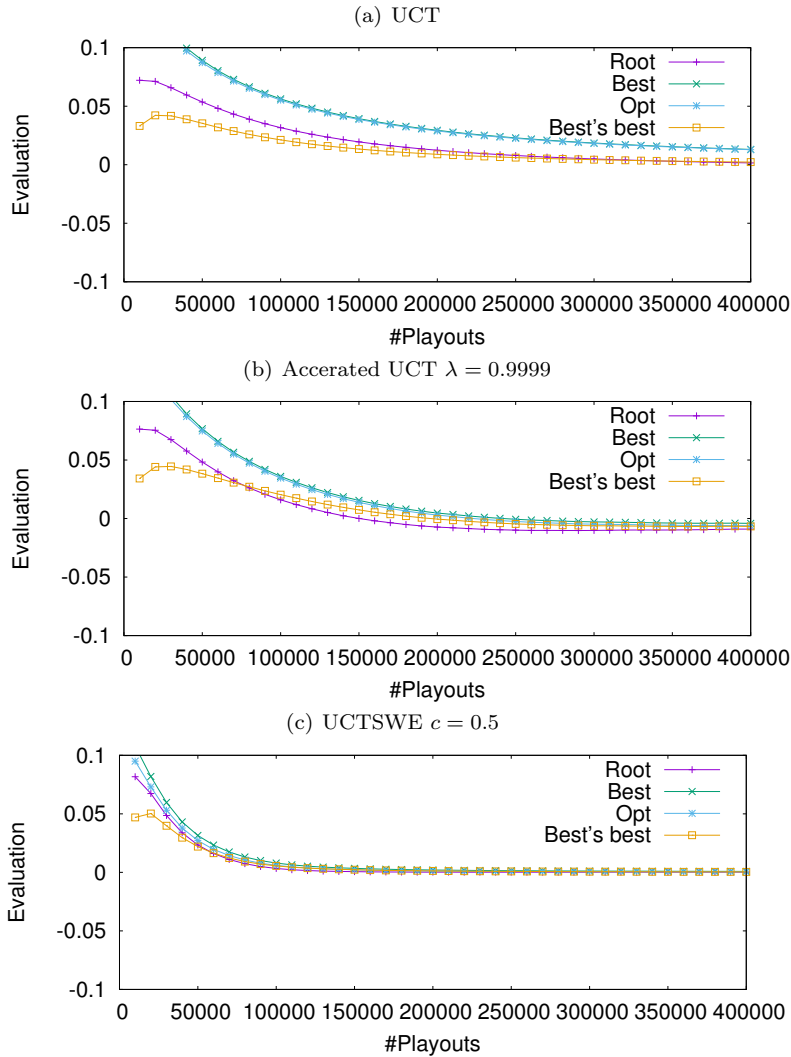 (a) UCT
0.1
0.05
0
-0.05
-0.1
Evaluation
Root
Best
Opt
Best's best
0 50000 100000 150000 200000 250000 300000 350000 400000
#Playouts
(b) Accerated UCT λ = 0.9999
0.1
0.05
0
-0.05
-0.1
Evaluation
Root
Best
Opt
Best's best
0 50000 100000 150000 200000 250000 300000 350000 400000
#Playouts
(c) UCTSWE c = 0.5
0.1
0.05
0
-0.05
-0.1
Evaluation
Root
Best
Opt
Best's best
0 50000 100000 150000 200000 250000 300000 350000 400000
#Playouts